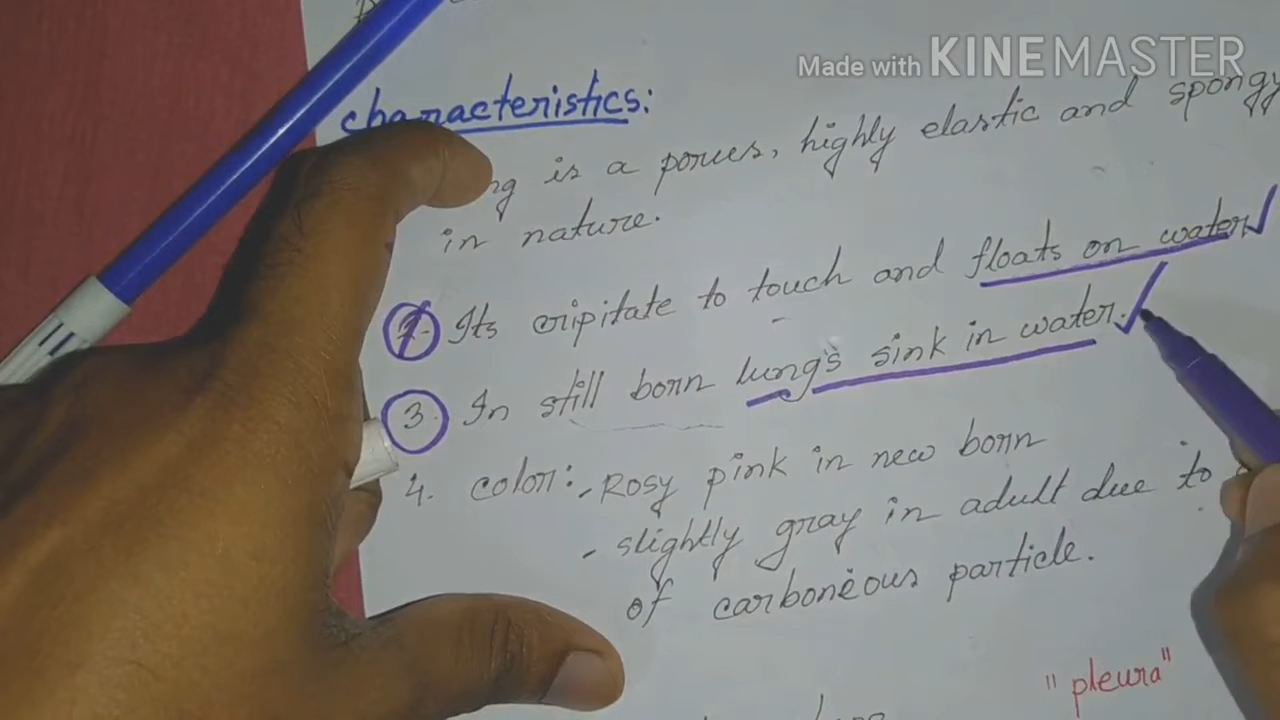 Made with KINEMASTER
characteristics:
is a porues, highly elastic and spongy
in nature.
2. Its cripitate to touch and floats on water
3. In still born lung's sink in water.
4. color:- Rosy pink in new born
- slightly gray in adult due to
of carboneous particle.
"pleura"